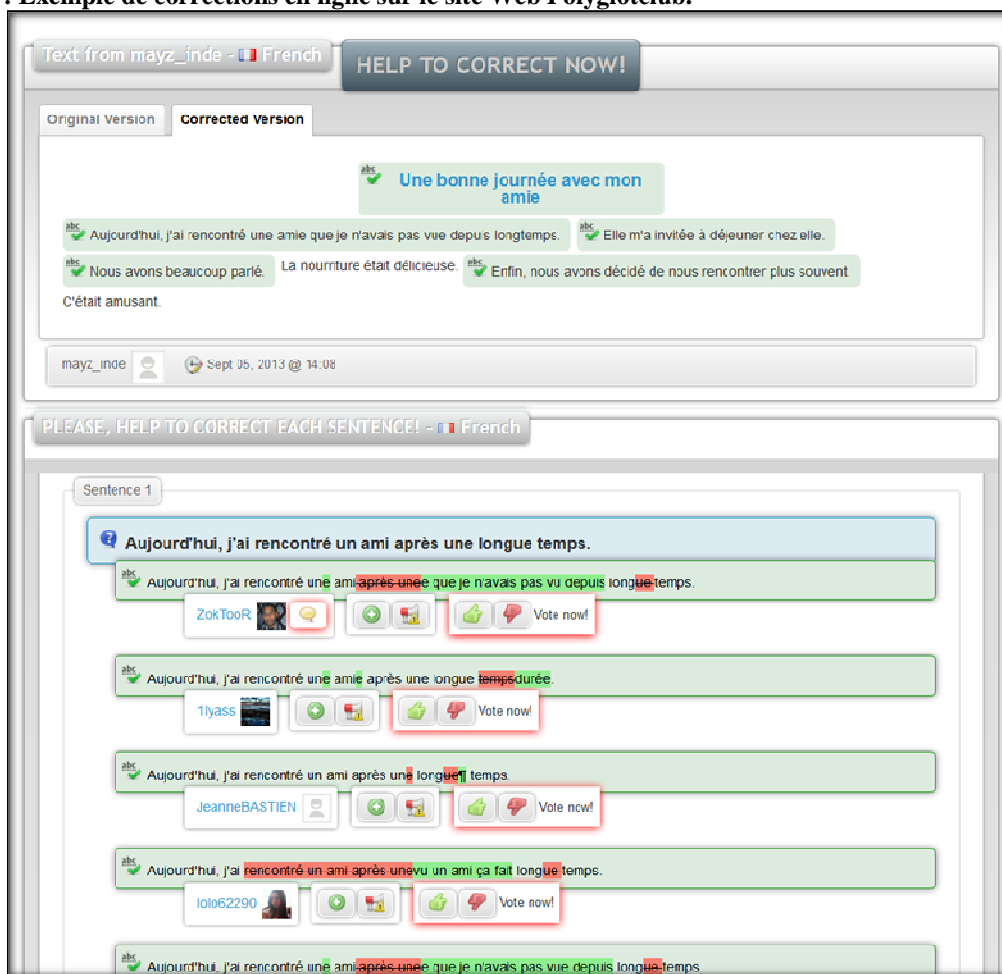 : Exemple de corrections en ligne sur le site Web Polyglotclub.
Text from mayz_inde - French
HELP TO CORRECT NOW!
Original Version Corrected Version
Une bonne journée avec mon
amie
Aujourd'hui, j'ai rencontré une amie que je n'avais pas vue depuis longtemps. Elle m'a invitée à déjeuner chez elle.
Nous avons beaucoup parlé. La nourriture était délicieuse. Enfin, nous avons décidé de nous rencontrer plus souvent
C'était amusant.
mayz_inde Sept 05, 2013 @ 14:08
PLEASE, HELP TO CORRECT EACH SENTENCE! - French
Sentence 1
Aujourd'hui, j'ai rencontré un ami après une longue temps.
Aujourd'hui, j'ai rencontré une ami après unee que je n'avais pas vu depuis longue temps.
ZokTooR Vote now!
Aujourd'hui, j'ai rencontré une amie après une longue tempsdurée.
1lyass Vote now!
Aujourd'hui, j'ai rencontré un ami après une longue¶ temps.
JeanneBASTIEN Vote now!
Aujourd'hui, j'ai rencontré un ami après unevu un ami ça fait longue temps.
lolo62290 Vote now!
Aujourd'hui, j'ai rencontré une ami après unee que je n'avais pas vue depuis longue temps